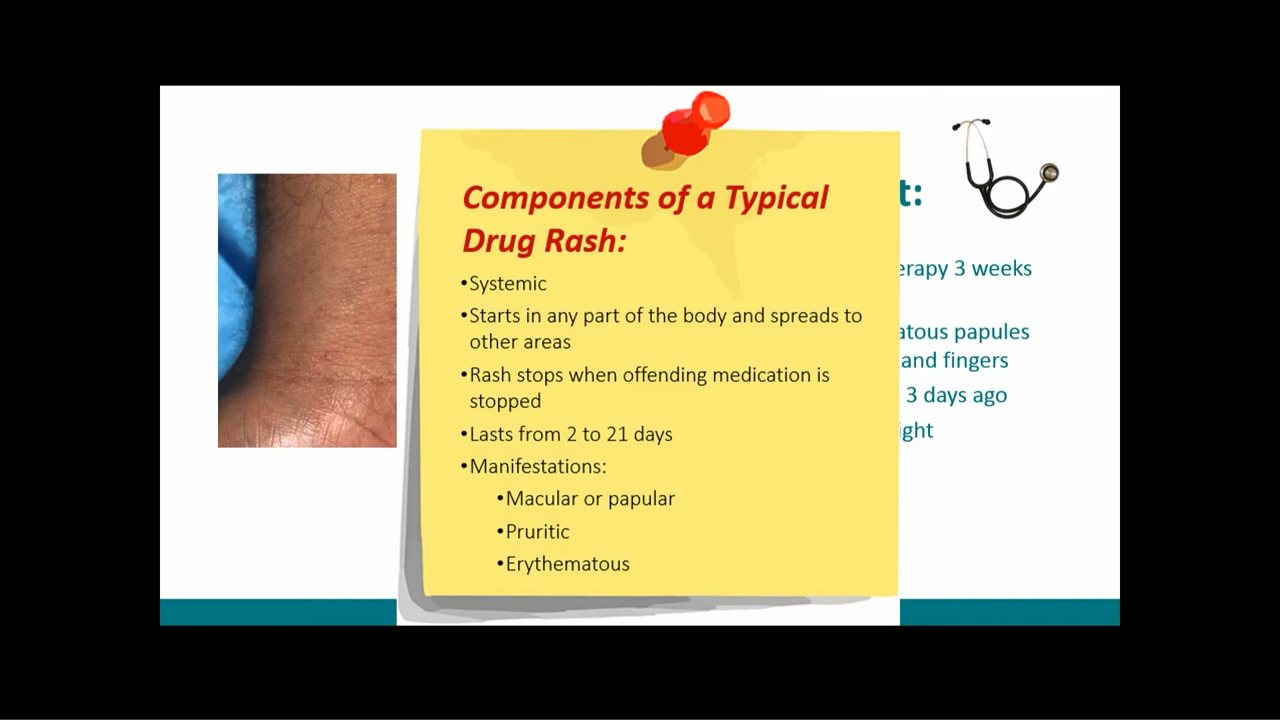 Components of a Typical
Drug Rash:
•Systemic
•Starts in any part of the body and spreads to
other areas
•Rash stops when offending medication is
stopped
•Lasts from 2 to 21 days
•Manifestations:
•Macular or papular
•Pruritic
•Erythematous
t:
erapy 3 weeks
atous papules
and fingers
3 days ago
ight